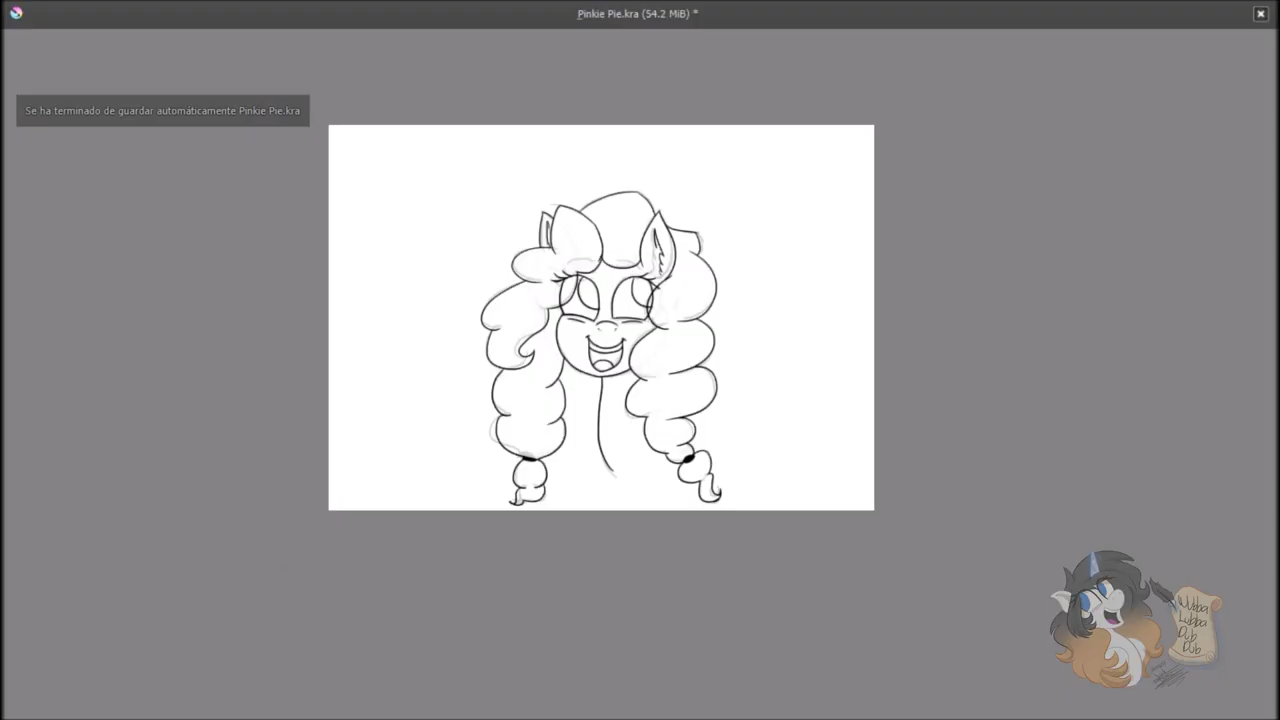 Pinkie Pie.kra (54.2 MiB) *
Se ha terminado de guardar automáticamente Pinkie Pie.kra
Wubba
Lubba
Dub
Dub